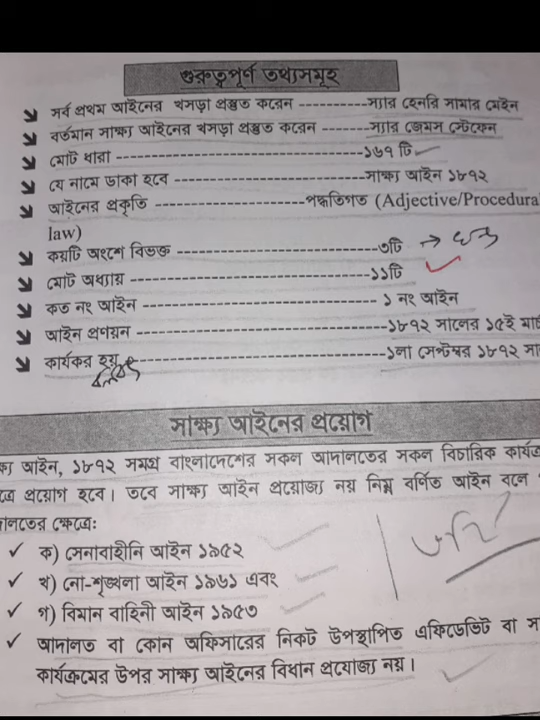 গুরুত্বপূর্ণ তথ্যসমূহ
সর্ব প্রথম আইনের খসড়া প্রস্তুত করেন -----------স্যার হেনরি সামার মেইন
বর্তমান সাক্ষ্য আইনের খসড়া প্রস্তুত করেন -------স্যার জেমস স্টেফেন
মোট ধারা -----------------------------------১৬৭ টি
যে নামে ডাকা হবে --------------------------সাক্ষ্য আইন ১৮৭২
আইনের প্রকৃতি ---------------------পদ্ধতিগত (Adjective/Procedural
law)
কয়টি অংশে বিভক্ত -----------------------------৩টি
মোট অধ্যায় ----------------------------------১১টি
কত নং আইন --------------------------------- ১ নং আইন
আইন প্রণয়ন -----------------------------------১৮৭২ সালের ১৫ই
কার্যকর হয় -----------------------------------১লা সেপ্টেম্বর ১৮৭২
সাক্ষ্য আইনের প্রয়োগ
আইন, ১৮৭২ সমগ্র বাংলাদেশের সকল আদালতের সকল বিচারিক
প্রয়োগ হবে। তবে সাক্ষ্য আইন প্রয়োজ্য নয় নিম্ন বর্ণিত আইন বলে
ক্ষেত্রে:
✓ ক) সেনাবাহীনি আইন ১৯৫২
✓ খ) নৌ-শৃঙ্খলা আইন ১৯৬১ এবং
✓ গ) বিমান বাহিনী আইন ১৯৫৩
✓ আদালত বা কোন অফিসারের নিকট উপস্থাপিত এফিডেভিট বা
কার্যক্রমের উপর সাক্ষ্য আইনের বিধান প্রযোজ্য নয়।